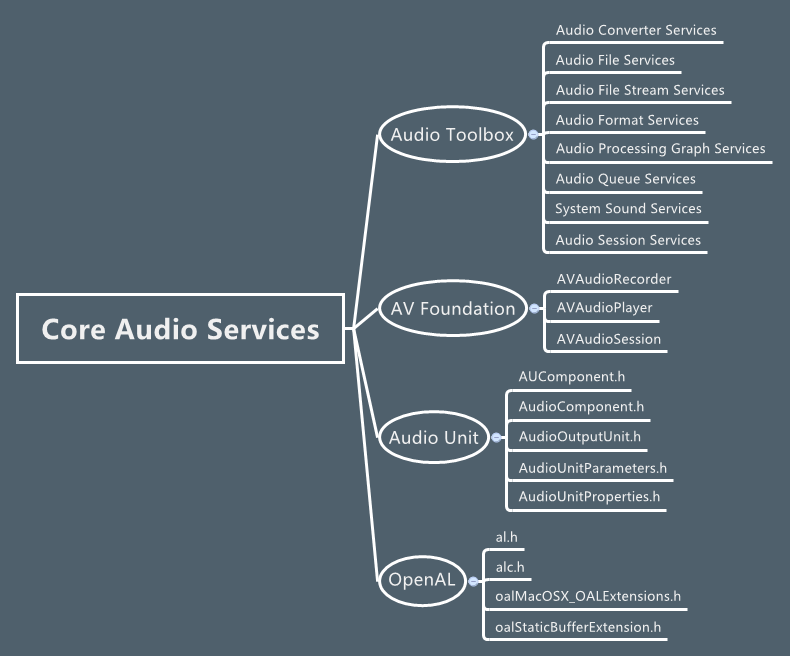 Core Audio Services
Audio Toolbox
Audio Converter Services
Audio File Services
Audio File Stream Services
Audio Format Services
Audio Processing Graph Services
Audio Queue Services
System Sound Services
Audio Session Services
AV Foundation
AVAudioRecorder
AVAudioPlayer
AVAudioSession
Audio Unit
AUComponent.h
AudioComponent.h
AudioOutputUnit.h
AudioUnitParameters.h
AudioUnitProperties.h
OpenAL
al.h
alc.h
oalMacOSX_OALExtensions.h
oalStaticBufferExtension.h